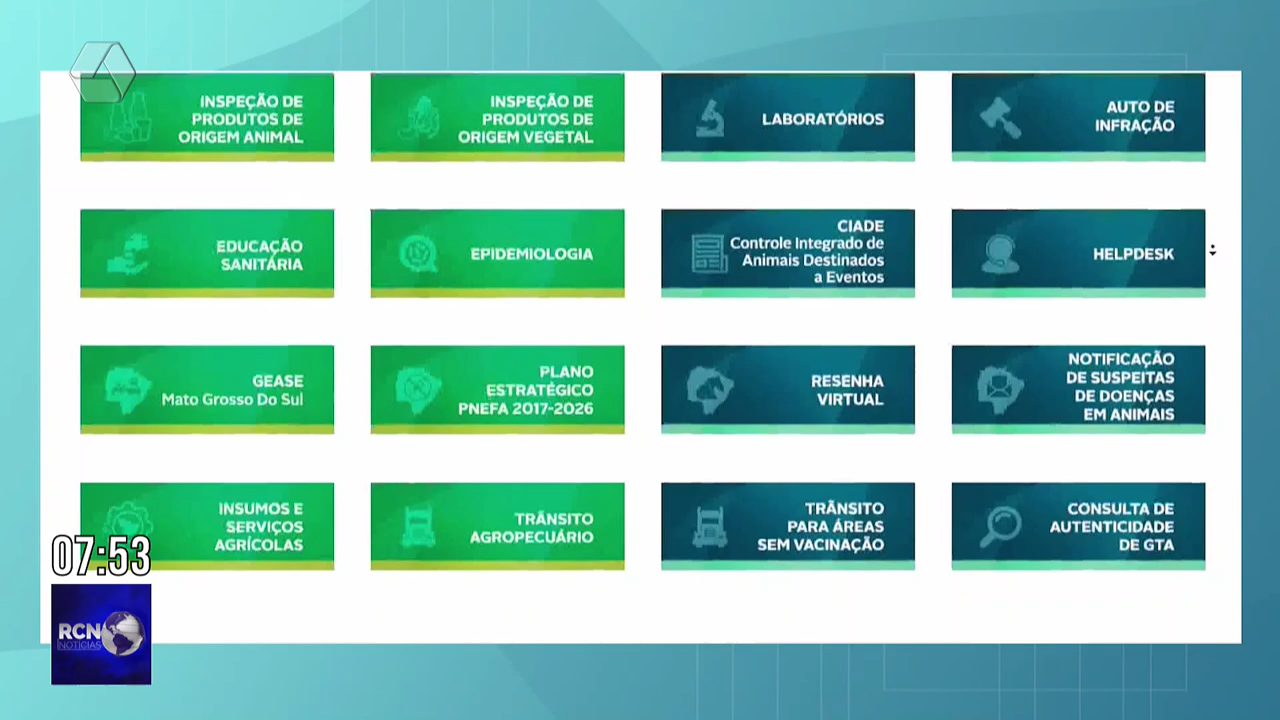 INSPEÇÃO DE
PRODUTOS DE
ORIGEM ANIMAL
INSPEÇÃO DE
PRODUTOS DE
ORIGEM VEGETAL
LABORATÓRIOS
AUTO DE
INFRAÇÃO
EDUCAÇÃO
SANITÁRIA
EPIDEMIOLOGIA
CIADE
Controle Integrado de
Animais Destinados
a Eventos
HELPDESK
GEASE
Mato Grosso Do Sul
PLANO
ESTRATÉGICO
PNEFA 2017-2026
RESENHA
VIRTUAL
NOTIFICAÇÃO
DE SUSPEITAS
DE DOENÇAS
EM ANIMAIS
INSUMOS E
SERVIÇOS
AGRÍCOLAS
TRÂNSITO
AGROPECUÁRIO
TRÂNSITO
PARA ÁREAS
SEM VACINAÇÃO
CONSULTA DE
AUTENTICIDADE
DE GTA
07:53
RCN
NOTÍCIAS